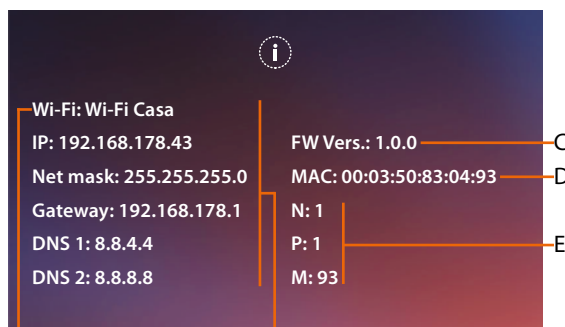 i
Wi-Fi: Wi-Fi Casa
IP: 192.168.178.43
Net mask: 255.255.255.0
Gateway: 192.168.178.1
DNS 1: 8.8.4.4
DNS 2: 8.8.8.8
FW Vers.: 1.0.0
C
MAC: 00:03:50:83:04:93
D
N: 1
P: 1
E
M: 93